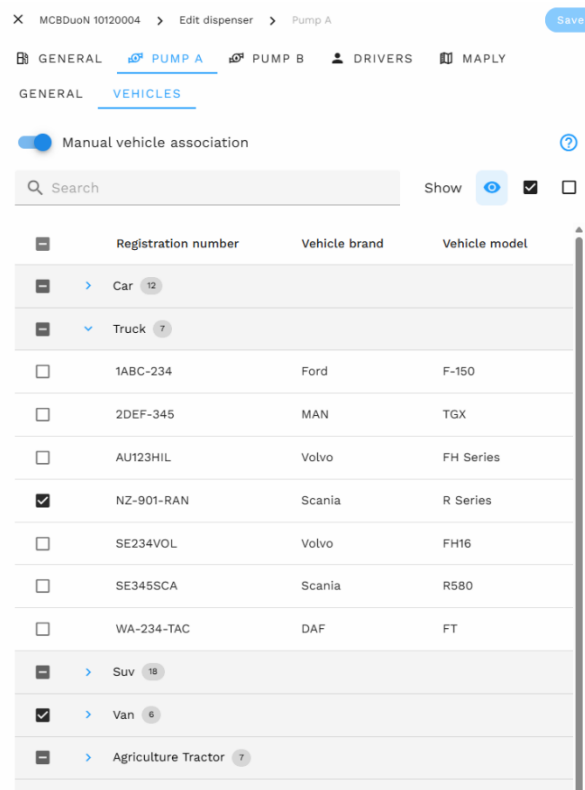 MCBDuoN 10120004 > Edit dispenser > Pump A
Save
GENERAL PUMP A PUMP B DRIVERS MAPLY
GENERAL VEHICLES
Manual vehicle association
Search Show
Registration number Vehicle brand Vehicle model
Car 12
Truck 7
1ABC-234 Ford F-150
2DEF-345 MAN TGX
AU123HIL Volvo FH Series
NZ-901-RAN Scania R Series
SE234VOL Volvo FH16
SE345SCA Scania R580
WA-234-TAC DAF FT
Suv 18
Van 6
Agriculture Tractor 7